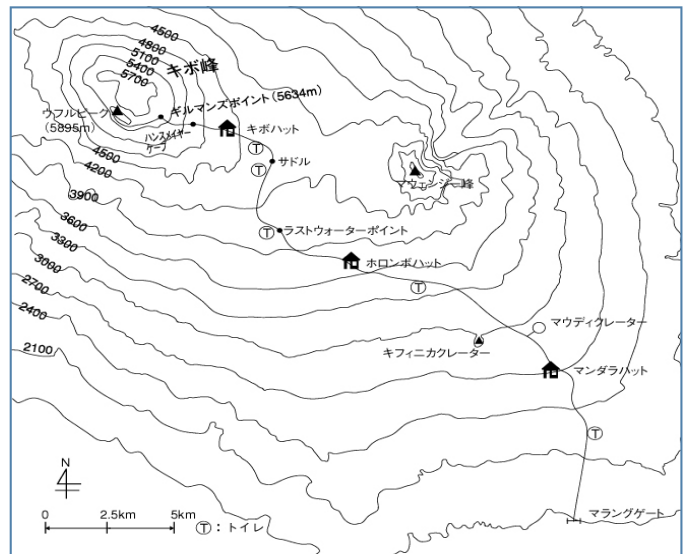 4500
4800
5100
5400
5700
キボ峰
ウフルピーク
(5895m)
ギルマンズポイント(5634m)
ハンスメイヤー
ケーブ
キボハット
Ⓣ
サドル
Ⓣ
マウェンジー峰
4500
4200
3900
3600
3300
3000
2700
2400
2100
Ⓣ
ラストウォーターポイント
ホロンボハット
Ⓣ
マウディクレーター
キフィニカクレーター
マンダラハット
Ⓣ
マラングゲート
N
0 2.5km 5km
Ⓣ:トイレ